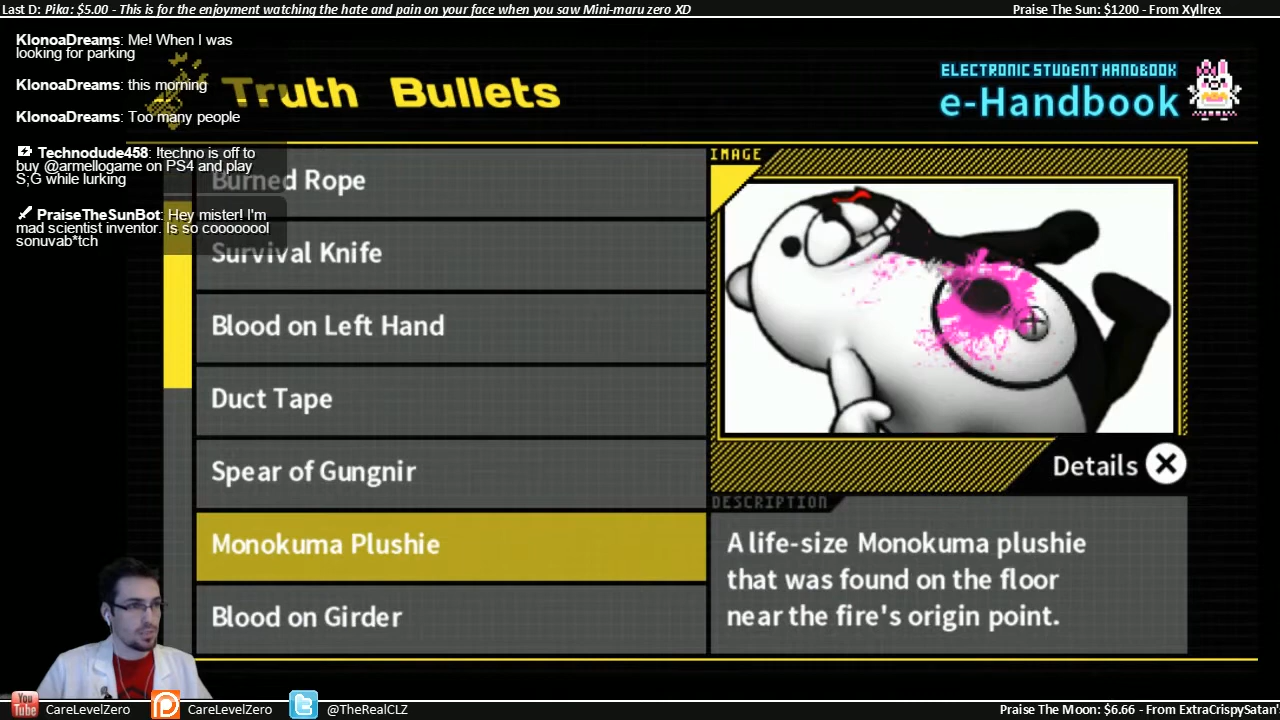 Last D: Pika: $5.00 - This is for the enjoyment watching the hate and pain on your face when you saw Mini-maru zero XD
Praise The Sun: $1200 - From Xyllrex
KlonoaDreams: Me! When I was
looking for parking
KlonoaDreams: this morning
KlonoaDreams: Too many people
Technodude458: !techno is off to
buy @armellogame on PS4 and play
S;G while lurking
PraiseTheSunBot: Hey mister! I'm
mad scientist inventor. Is so coooooool
sonuvab*tch
Truth Bullets
ELECTRONIC STUDENT HANDBOOK
e-Handbook
Burned Rope
Survival Knife
Blood on Left Hand
Duct Tape
Spear of Gungnir
Monokuma Plushie
Blood on Girder
IMAGE
Details
DESCRIPTION
A life-size Monokuma plushie
that was found on the floor
near the fire's origin point.
You Tube CareLevelZero
CareLevelZero
@TheRealCLZ
Praise The Moon: $6.66 - From ExtraCrispySatan'